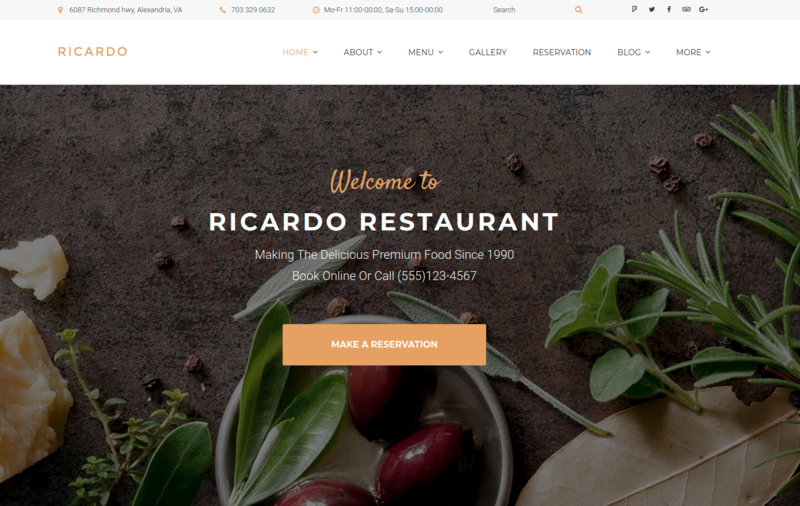 6087 Richmond hwy, Alexandria, VA 703 329 0632 Mo-Fr 11:00-00:00, Sa-Su 15:00-00:00 Search
RICARDO HOME ABOUT MENU GALLERY RESERVATION BLOG MORE
Welcome to
RICARDO RESTAURANT
Making The Delicious Premium Food Since 1990
Book Online Or Call (555)123-4567
MAKE A RESERVATION